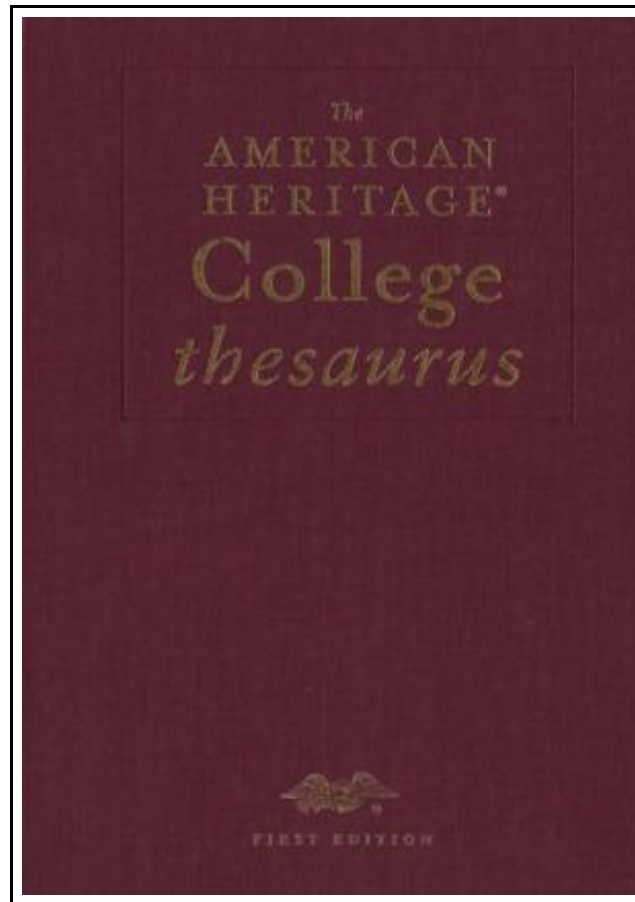 The
AMERICAN
HERITAGE®
College
thesaurus
FIRST EDITION